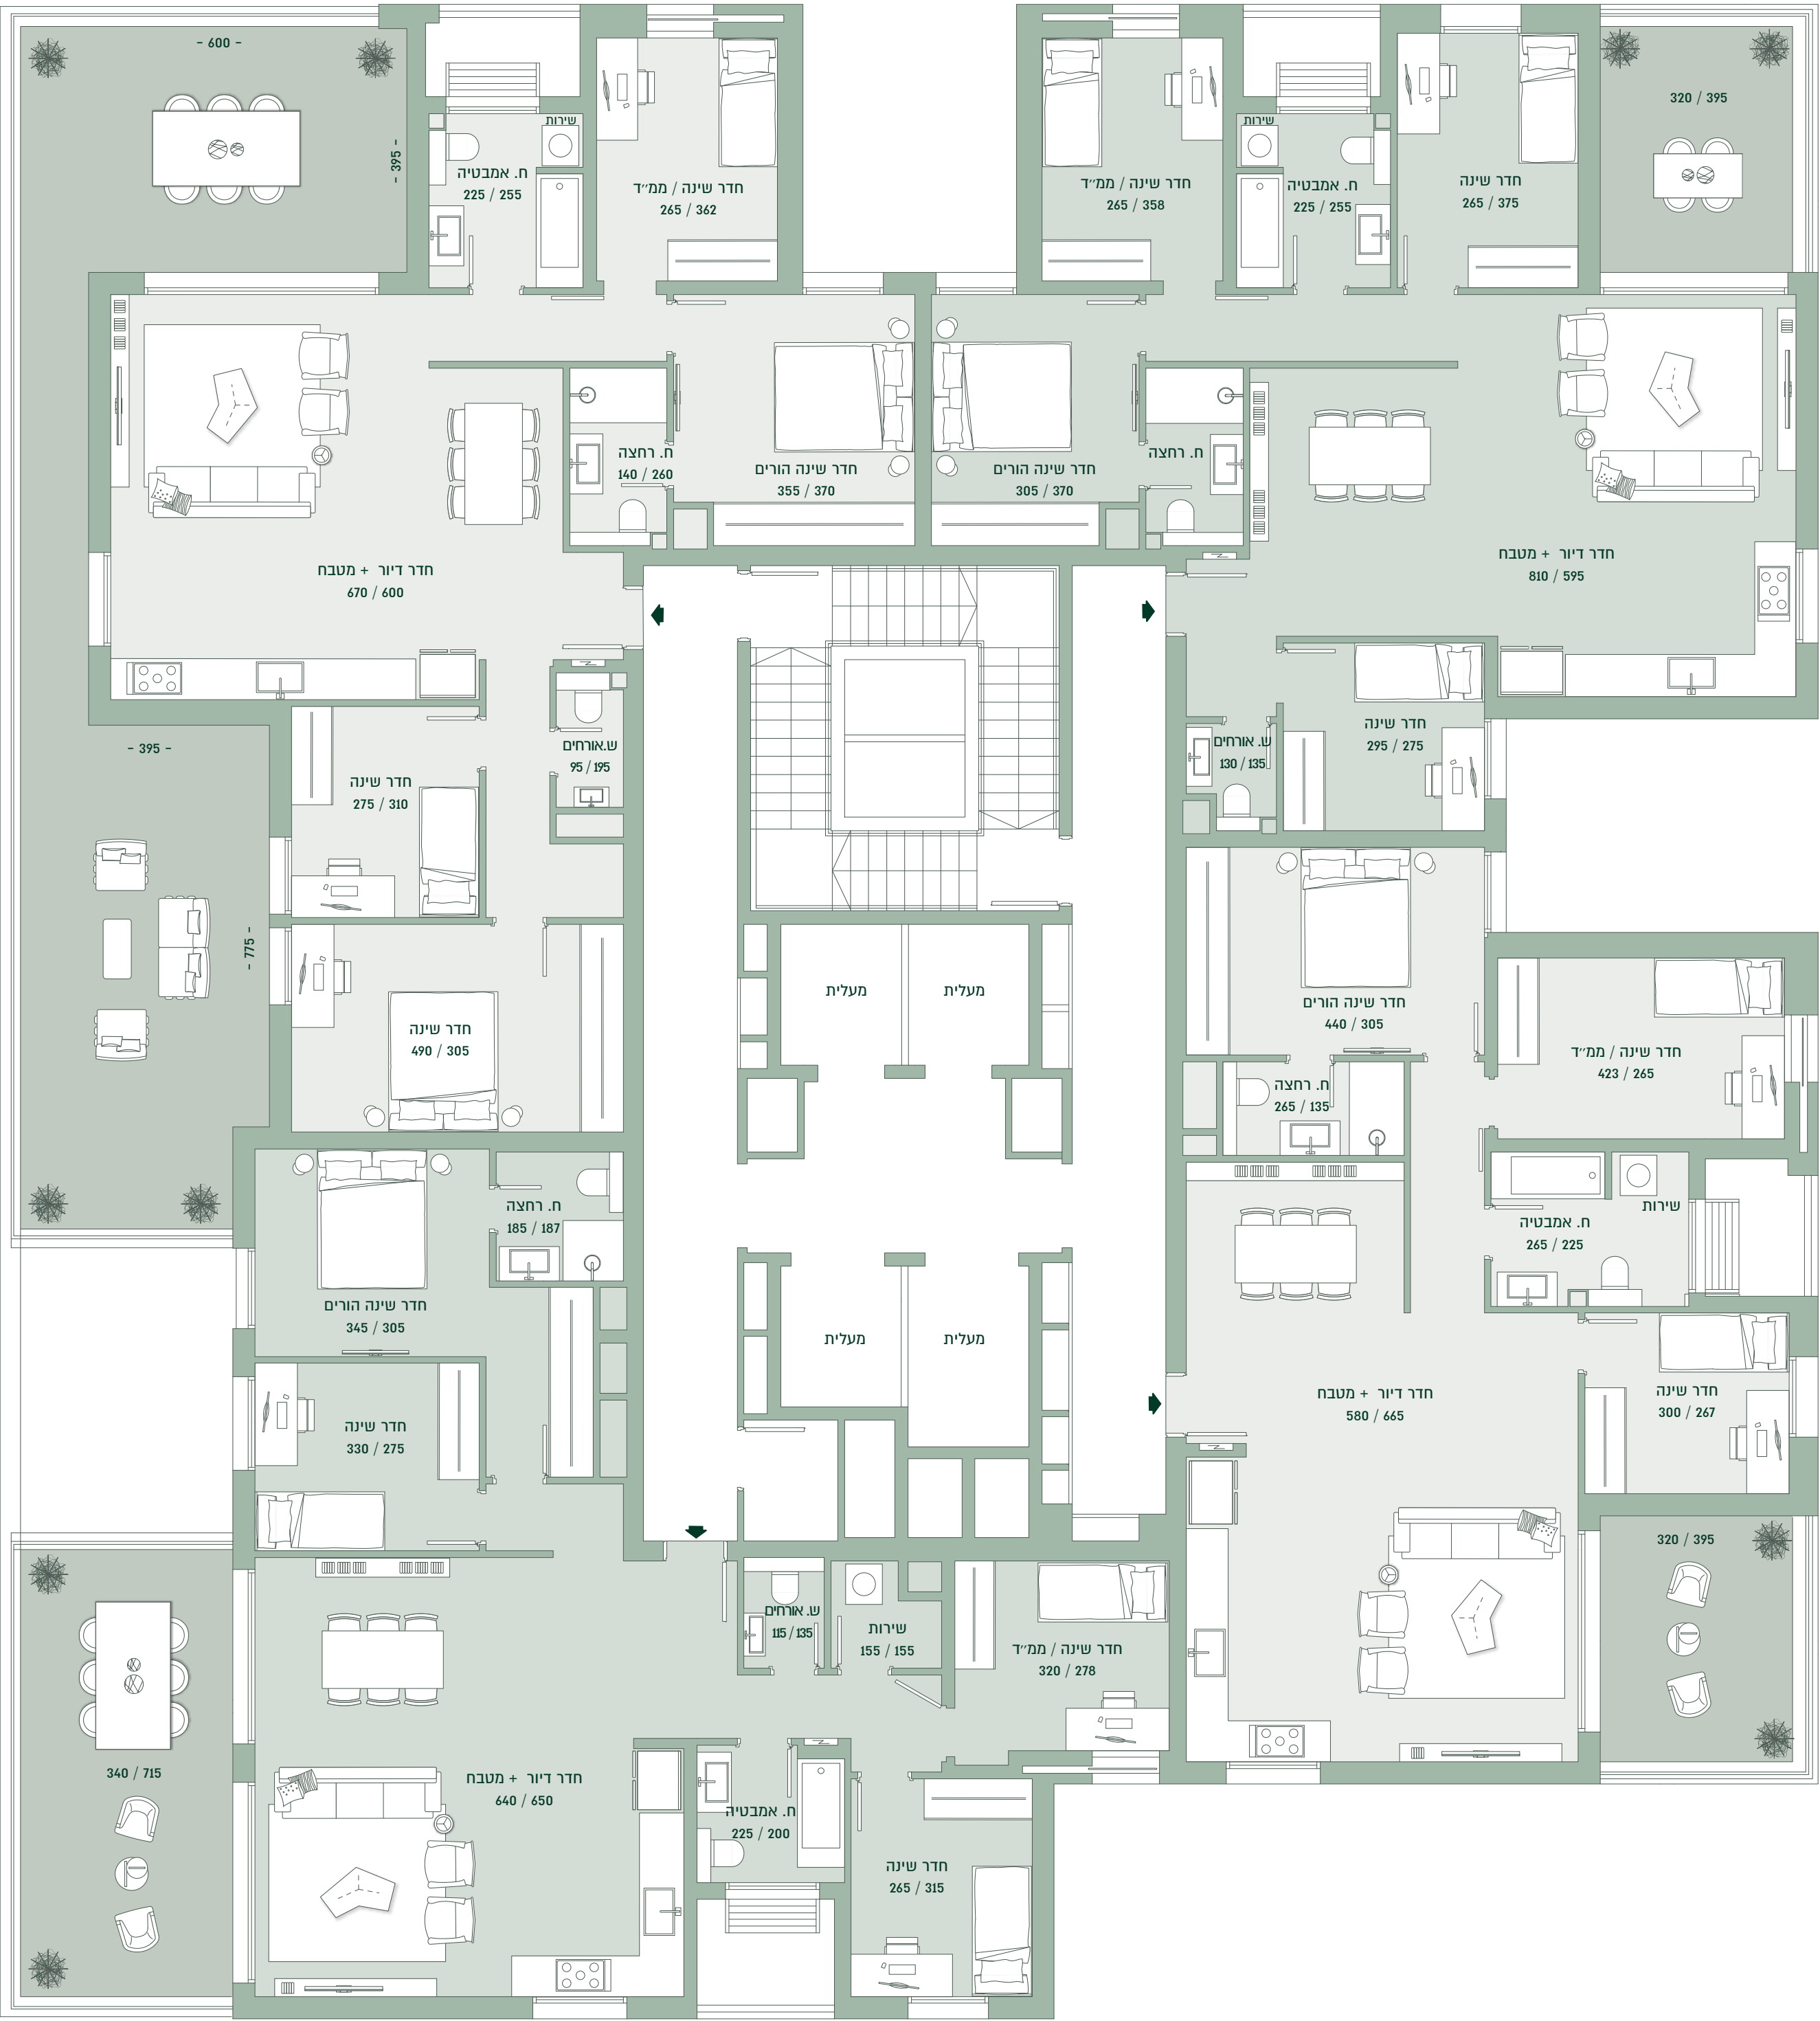 - 600 -
- 395 -
שירות
ח. אמבטיה
225 / 255
חדר שינה / ממ״ד
265 / 362
חדר שינה / ממ״ד
265 / 358
שירות
ח. אמבטיה
225 / 255
חדר שינה
265 / 375
320 / 395
ח. רחצה
140 / 260
חדר שינה הורים
355 / 370
חדר שינה הורים
305 / 370
ח. רחצה
חדר דיור + מטבח
670 / 600
חדר דיור + מטבח
810 / 595
- 395 -
- 775 -
ש.אורחים
95 / 195
חדר שינה
275 / 310
ש. אורחים
130 / 135
חדר שינה
295 / 275
חדר שינה
490 / 305
מעלית
מעלית
חדר שינה הורים
440 / 305
חדר שינה / ממ״ד
423 / 265
ח. רחצה
265 / 135
ח. רחצה
185 / 187
שירות
ח. אמבטיה
265 / 225
חדר שינה הורים
345 / 305
מעלית
מעלית
חדר דיור + מטבח
580 / 665
חדר שינה
300 / 267
חדר שינה
330 / 275
320 / 395
ש. אורחים
115 / 135
שירות
155 / 155
חדר שינה / ממ״ד
320 / 278
340 / 715
חדר דיור + מטבח
640 / 650
ח. אמבטיה
225 / 200
חדר שינה
265 / 315